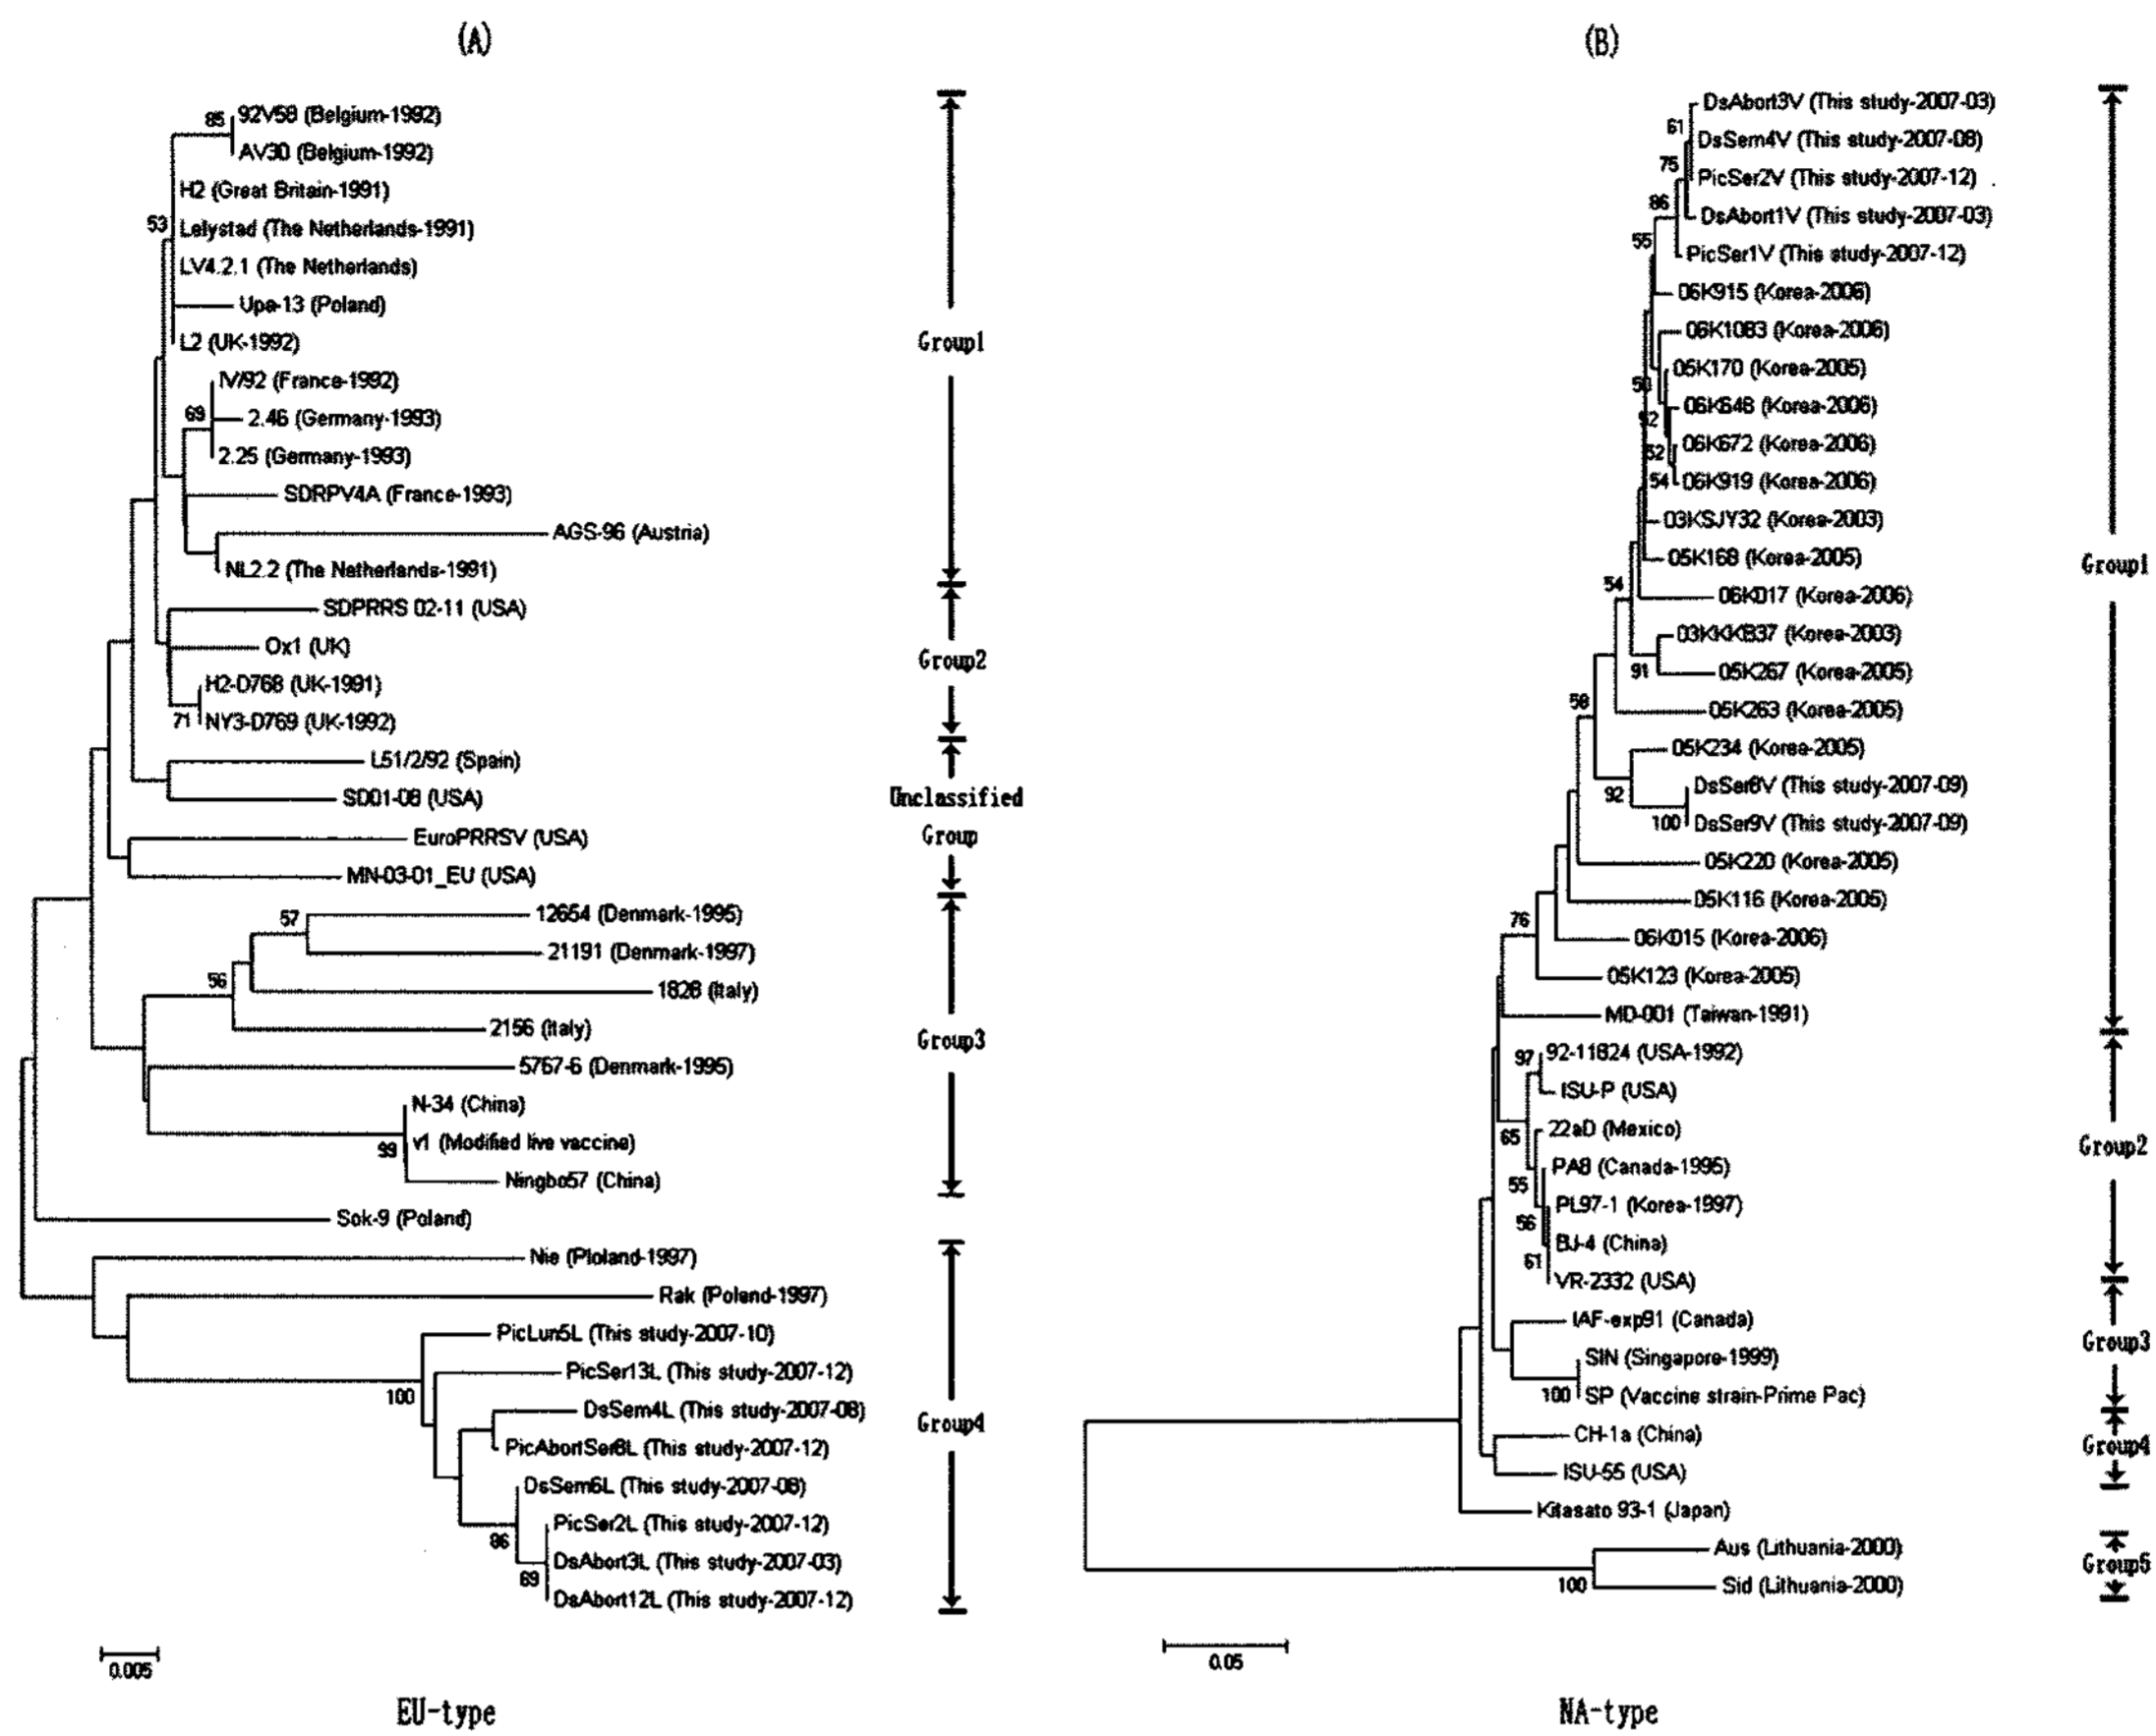 (A)
85
92V58 (Belgium-1992)
AV30 (Belgium-1992)
H2 (Great Britain-1991)
53
Lelystad (The Netherlands-1991)
LV4.2.1 (The Netherlands)
Upa-13 (Poland)
L2 (UK-1992)
IV/92 (France-1992)
69
2.46 (Germany-1993)
2.25 (Germany-1993)
SDRPV4A (France-1993)
AGS-96 (Austria)
NL2.2 (The Netherlands-1991)
SDPRRS 02-11 (USA)
Ox1 (UK)
H2-D768 (UK-1991)
71
NY3-D769 (UK-1992)
L51/2/92 (Spain)
SD01-08 (USA)
EuroPRRSV (USA)
MN-03-01_EU (USA)
57
12654 (Denmark-1995)
21191 (Denmark-1997)
56
1828 (Italy)
2156 (Italy)
5767-6 (Denmark-1995)
N-34 (China)
99
v1 (Modified live vaccine)
Ningbo57 (China)
Sok-9 (Poland)
Nie (Ploland-1997)
Rak (Poland-1997)
PicLun5L (This study-2007-10)
100
PicSer13L (This study-2007-12)
DsSem4L (This study-2007-08)
PicAbortSer8L (This study-2007-12)
DsSem6L (This study-2007-08)
86
PicSer2L (This study-2007-12)
DsAbort3L (This study-2007-03)
69
DsAbort12L (This study-2007-12)
Group1
Group2
Unclassified
Group
Group3
Group4
0.005
EU-type
(B)
DsAbort3V (This study-2007-03)
61
DsSem4V (This study-2007-08)
75
PicSer2V (This study-2007-12)
86
DsAbort1V (This study-2007-03)
55
PicSer1V (This study-2007-12)
06K915 (Korea-2006)
06K1083 (Korea-2006)
05K170 (Korea-2005)
50
06K648 (Korea-2006)
52
06K672 (Korea-2006)
52
06K919 (Korea-2006)
54
03KSJY32 (Korea-2003)
05K168 (Korea-2005)
54
06K017 (Korea-2006)
03KKKB37 (Korea-2003)
91
05K267 (Korea-2005)
58
05K263 (Korea-2005)
05K234 (Korea-2005)
92
DsSer8V (This study-2007-09)
100
DsSer9V (This study-2007-09)
05K220 (Korea-2005)
05K116 (Korea-2005)
76
06K015 (Korea-2006)
05K123 (Korea-2005)
MD-001 (Taiwan-1991)
97
92-11824 (USA-1992)
ISU-P (USA)
65
22aD (Mexico)
PA8 (Canada-1995)
55
PL97-1 (Korea-1997)
56
BJ-4 (China)
61
VR-2332 (USA)
IAF-exp91 (Canada)
SIN (Singapore-1999)
100
SP (Vaccine strain-Prime Pac)
CH-1a (China)
ISU-55 (USA)
Kitasato 93-1 (Japan)
Aus (Lithuania-2000)
100
Sid (Lithuania-2000)
Group1
Group2
Group3
Group4
Group5
0.05
NA-type